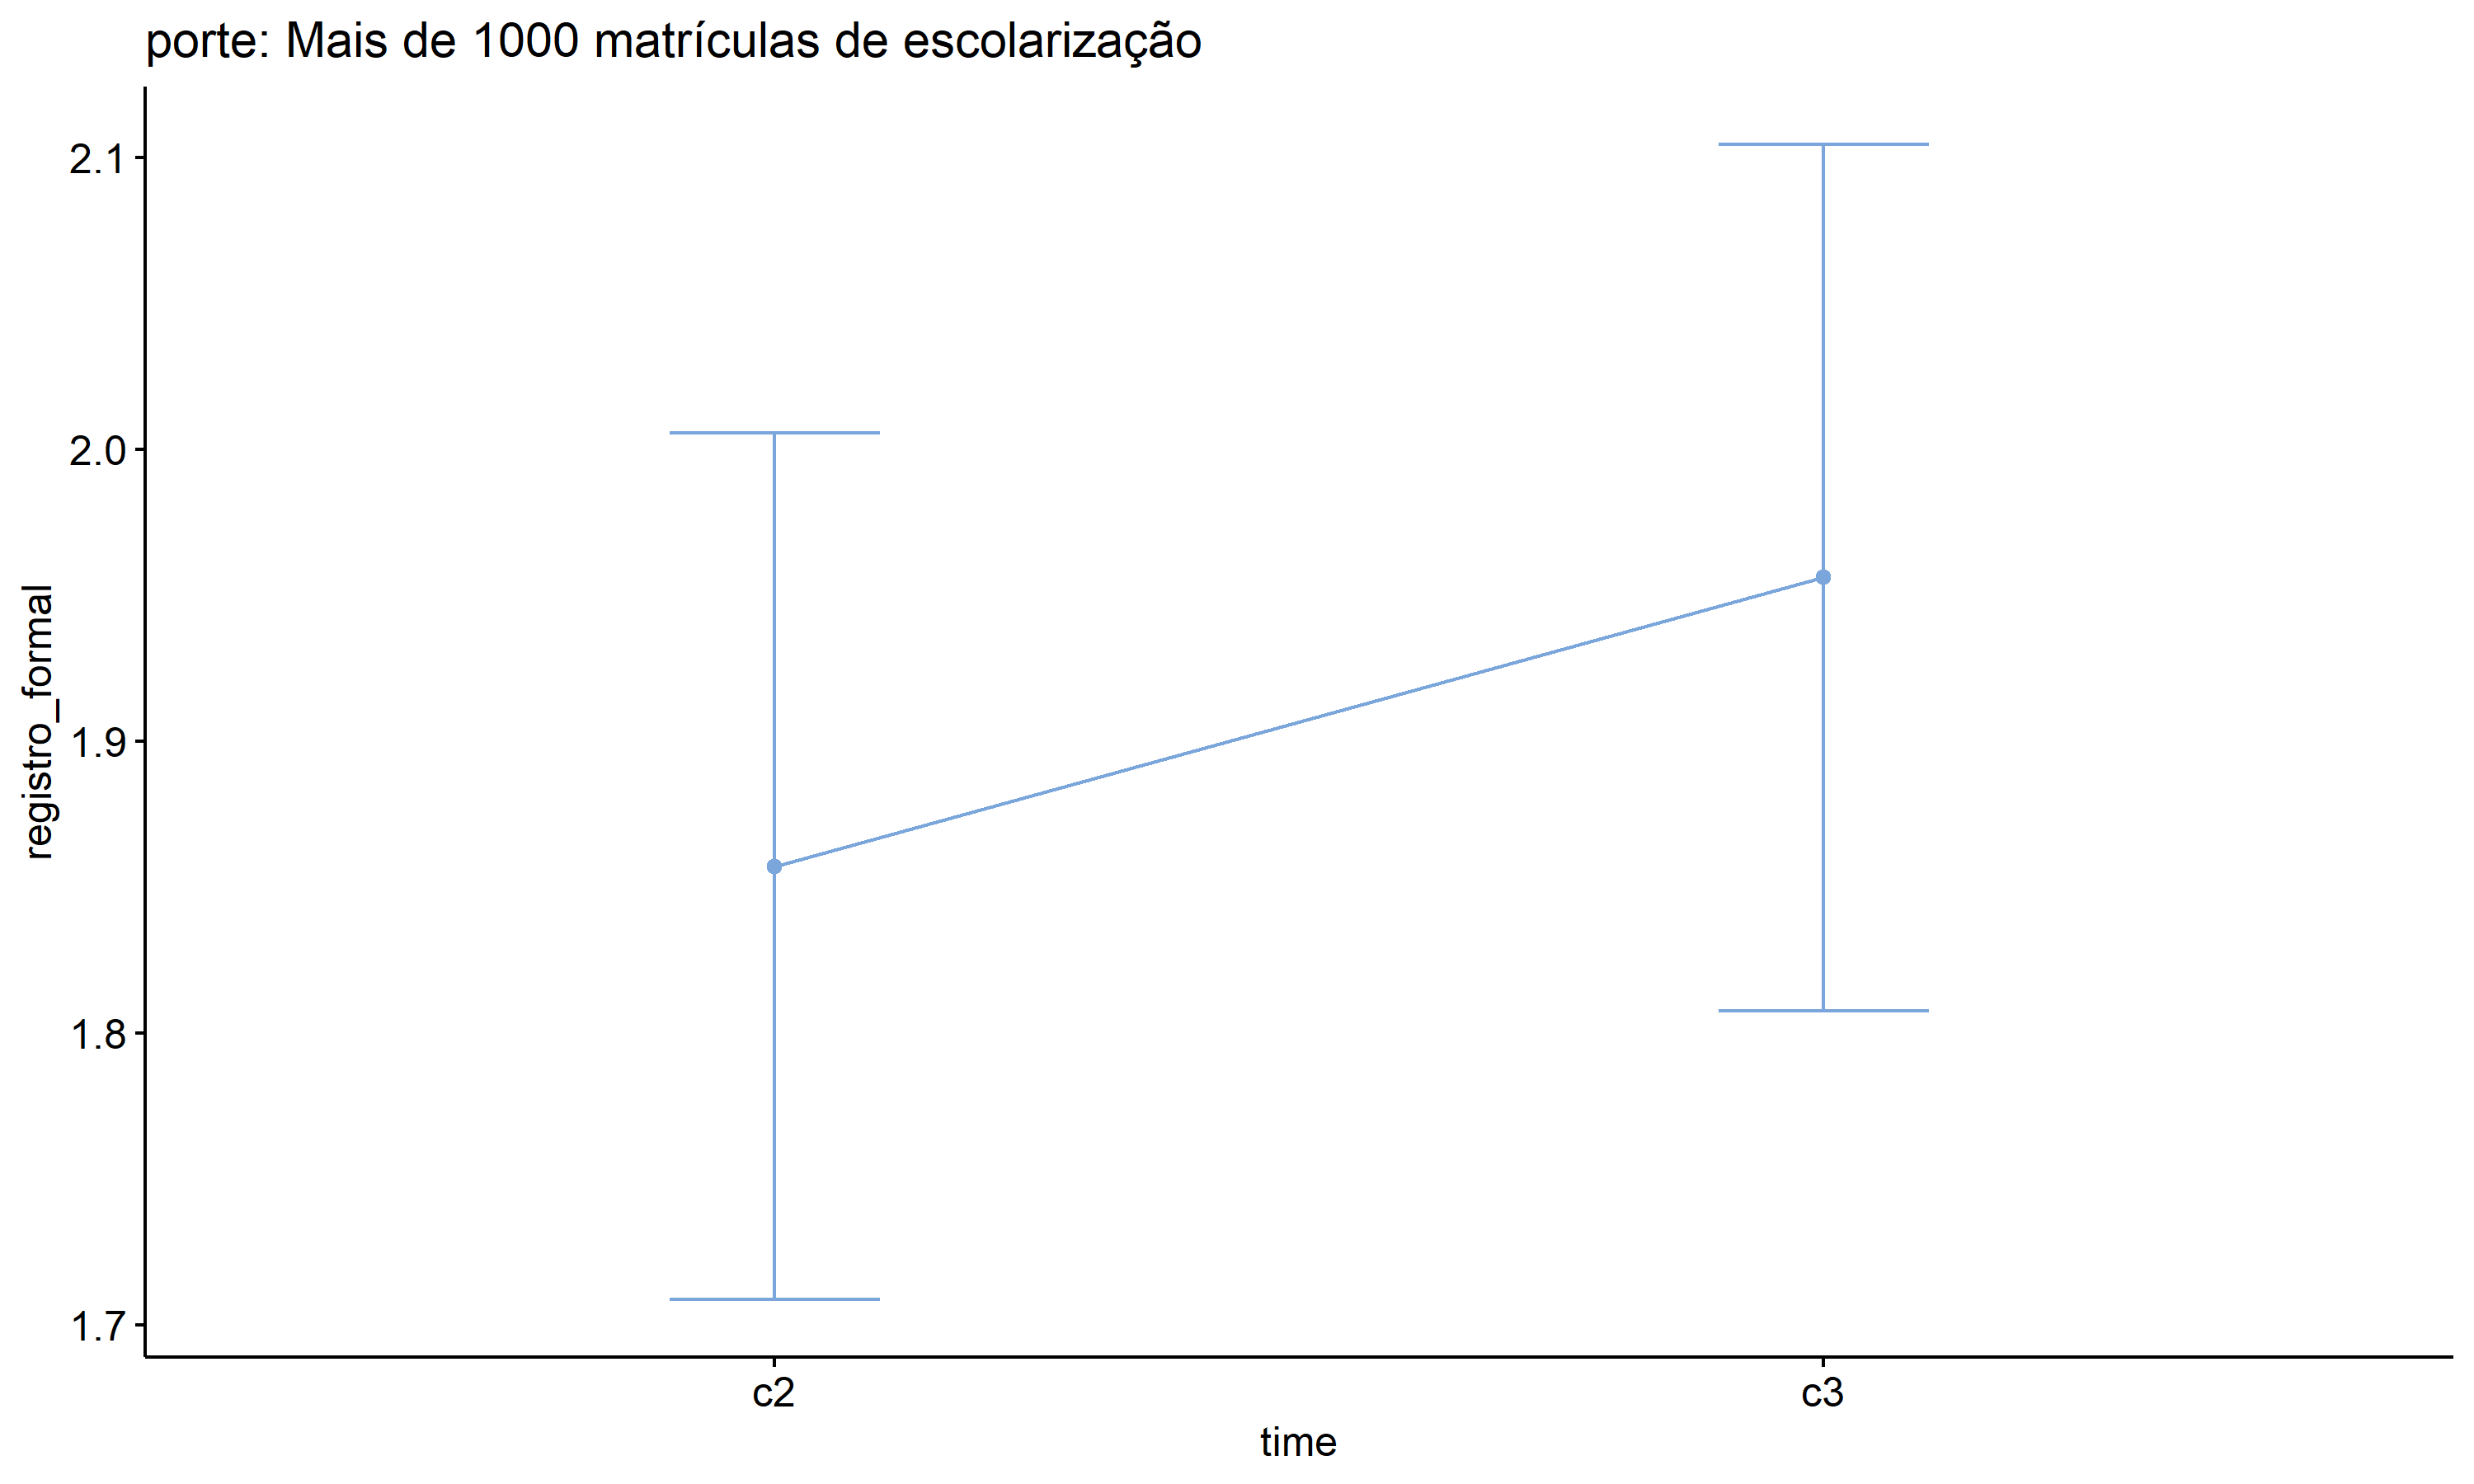 porte: Mais de 1000 matrículas de escolarização
2.1
2.0
1.9
1.8
1.7
registro_formal
c2 c3
time